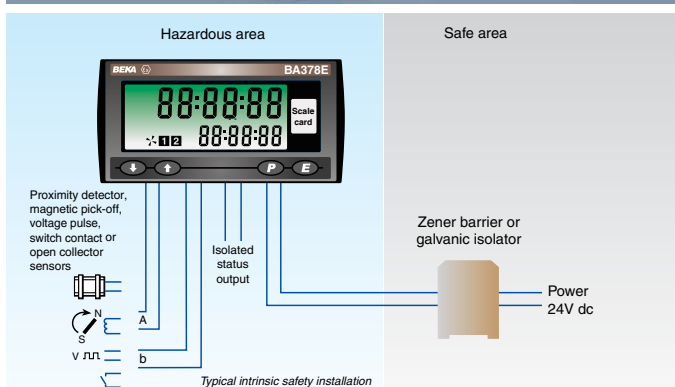 Hazardous area
Safe area
BEKA Ex
BA378E
88:88:88
Scale
card
1 2 88:88:88
P E
Proximity detector,
magnetic pick-off,
voltage pulse,
switch contact or
open collector
sensors
Isolated
status
output
Zener barrier or
galvanic isolator
Power
24V dc
N
A
S
V
b
Typical intrinsic safety installation